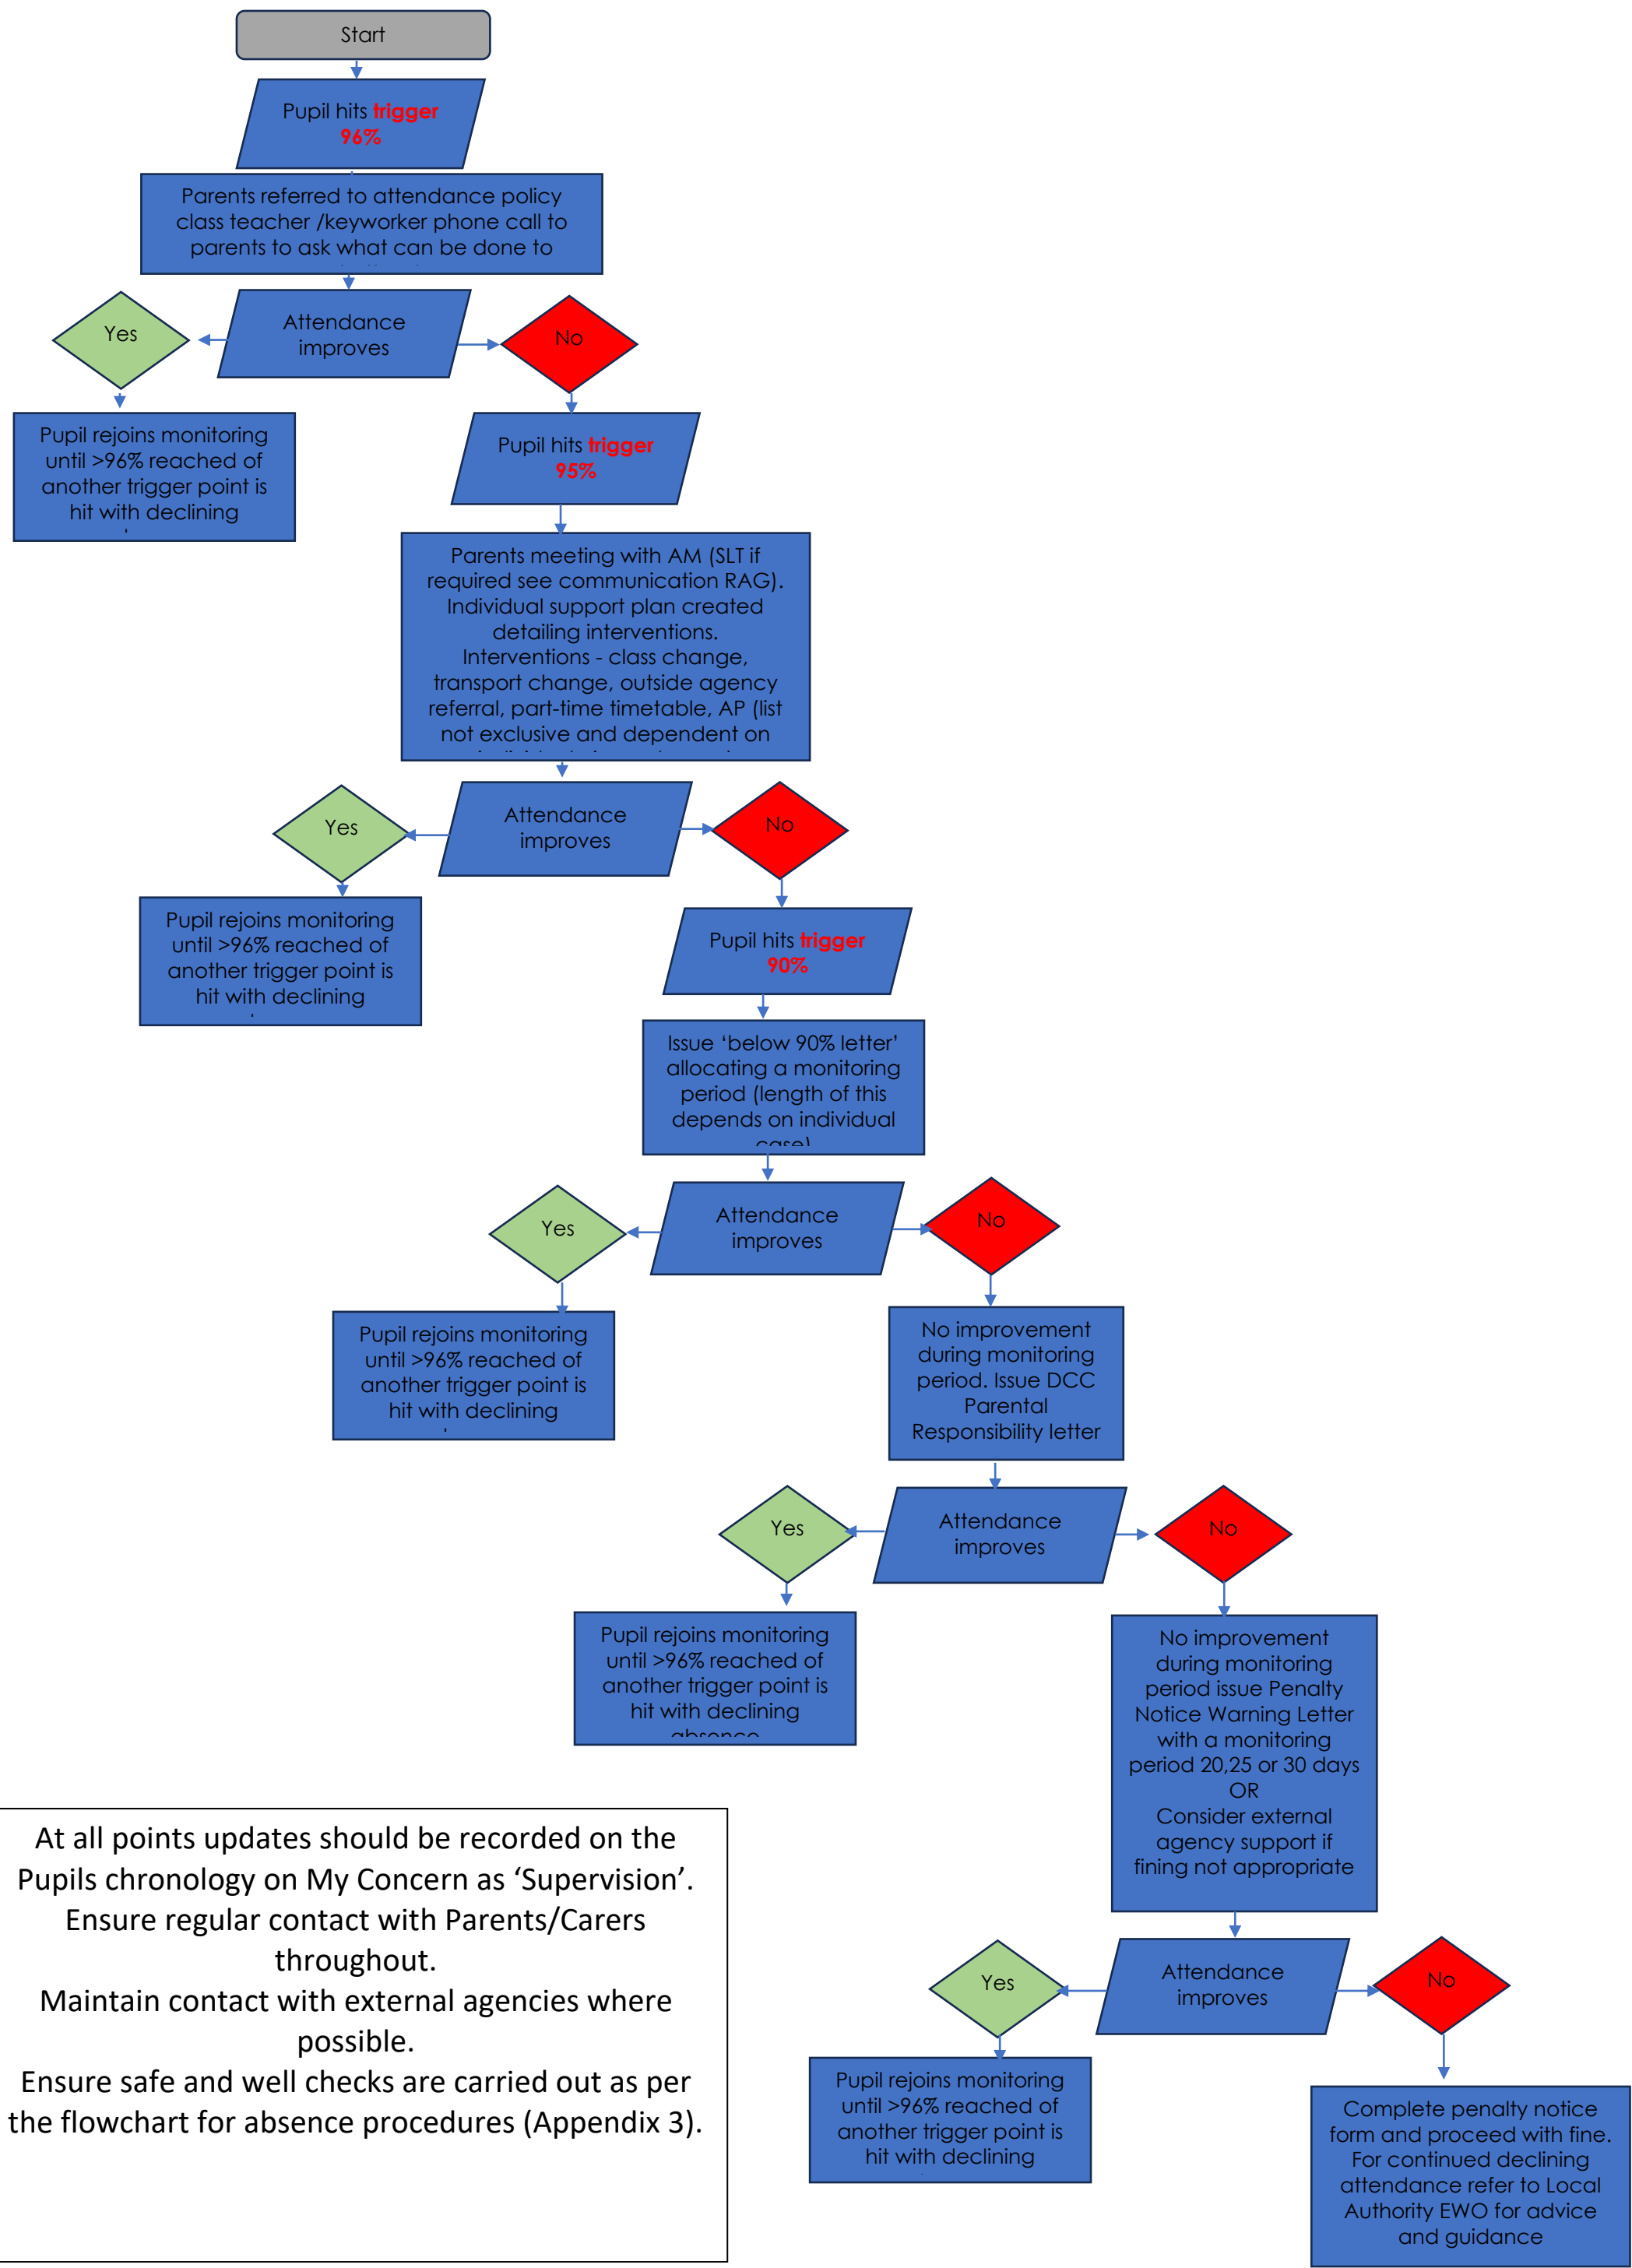 Start
Pupil hits trigger
96%
Parents referred to attendance policy
class teacher /keyworker phone call to
parents to ask what can be done to
Yes
Attendance
improves
No
Pupil rejoins monitoring
until >96% reached of
another trigger point is
hit with declining
Pupil hits trigger
95%
Parents meeting with AM (SLT if
required see communication RAG).
Individual support plan created
detailing interventions.
Interventions - class change,
transport change, outside agency
referral, part-time timetable, AP (list
not exclusive and dependent on
Yes
Attendance
improves
No
Pupil rejoins monitoring
until >96% reached of
another trigger point is
hit with declining
Pupil hits trigger
90%
Issue ‘below 90% letter’
allocating a monitoring
period (length of this
depends on individual
case)
Yes
Attendance
improves
No
Pupil rejoins monitoring
until >96% reached of
another trigger point is
hit with declining
No improvement
during monitoring
period. Issue DCC
Parental
Responsibility letter
Yes
Attendance
improves
No
Pupil rejoins monitoring
until >96% reached of
another trigger point is
hit with declining
absence
No improvement
during monitoring
period issue Penalty
Notice Warning Letter
with a monitoring
period 20,25 or 30 days
OR
Consider external
agency support if
fining not appropriate
At all points updates should be recorded on the
Pupils chronology on My Concern as ‘Supervision’.
Ensure regular contact with Parents/Carers
throughout.
Maintain contact with external agencies where
possible.
Ensure safe and well checks are carried out as per
the flowchart for absence procedures (Appendix 3).
Yes
Attendance
improves
No
Pupil rejoins monitoring
until >96% reached of
another trigger point is
hit with declining
Complete penalty notice
form and proceed with fine.
For continued declining
attendance refer to Local
Authority EWO for advice
and guidance